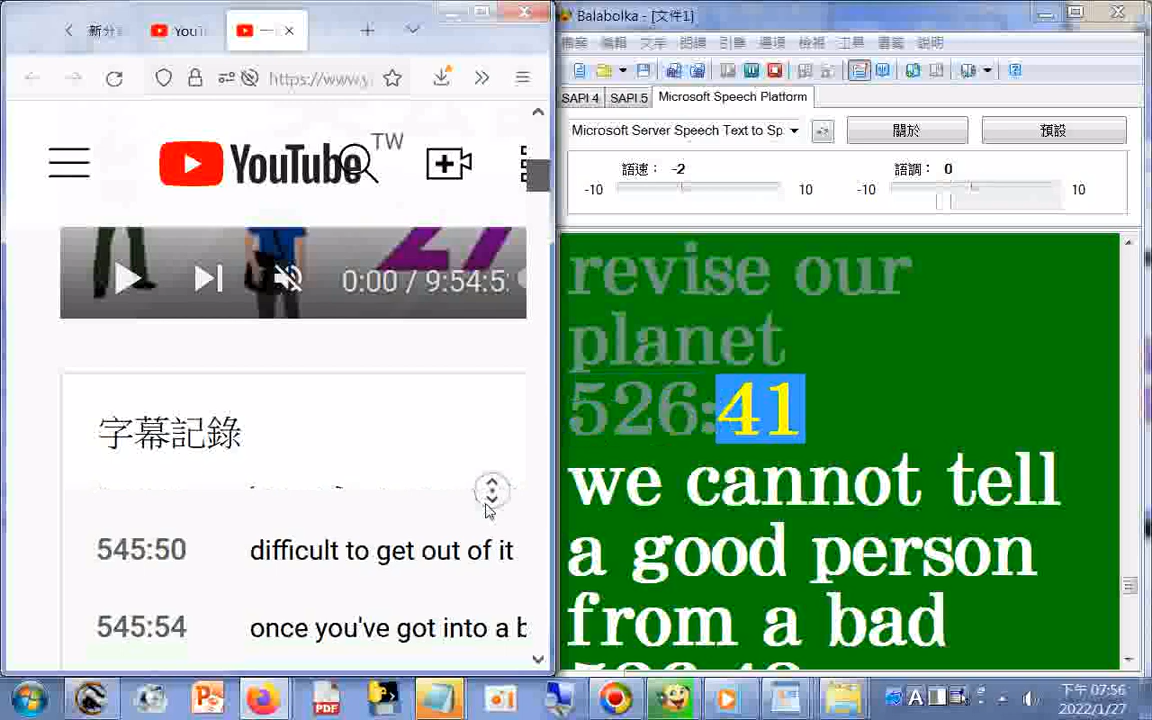 新分
You
一
https://www.y
TW
YouTube
27
0:00 / 9:54:5
字幕記錄
545:50 difficult to get out of it
545:54 once you've got into a b
Balabolka - [文件1]
檔案 編輯 文字 朗讀 引擎 選項 檢視 工具 書籤 說明
SAPI 4 SAPI 5 Microsoft Speech Platform
Microsoft Server Speech Text to Sp
關於
預設
語速： -2
-10 10
語調： 0
-10 10
revise our
planet
526:41
we cannot tell
a good person
from a bad
PDF
A
下午 07:56
2022/1/27